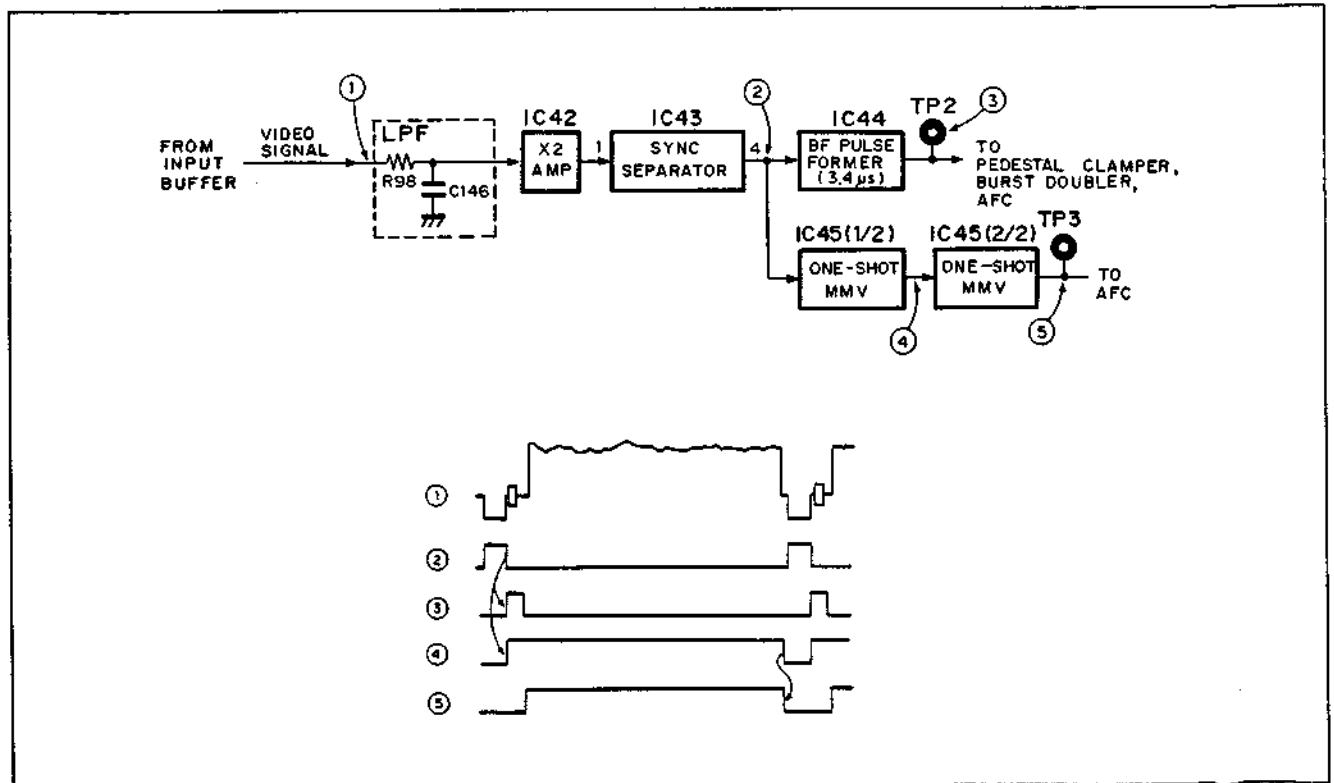 ①
FROM
INPUT
BUFFER
VIDEO
SIGNAL
LPF
R98
C146
IC42
X2
AMP
1
IC43
SYNC
SEPARATOR
4
②
IC44
BF PULSE
FORMER
(3.4µs)
TP2
③
TO
PEDESTAL CLAMPER,
BURST DOUBLER,
AFC
IC45(1/2)
ONE-SHOT
MMV
④
IC45(2/2)
ONE-SHOT
MMV
TP3
TO
AFC
⑤
①
②
③
④
⑤